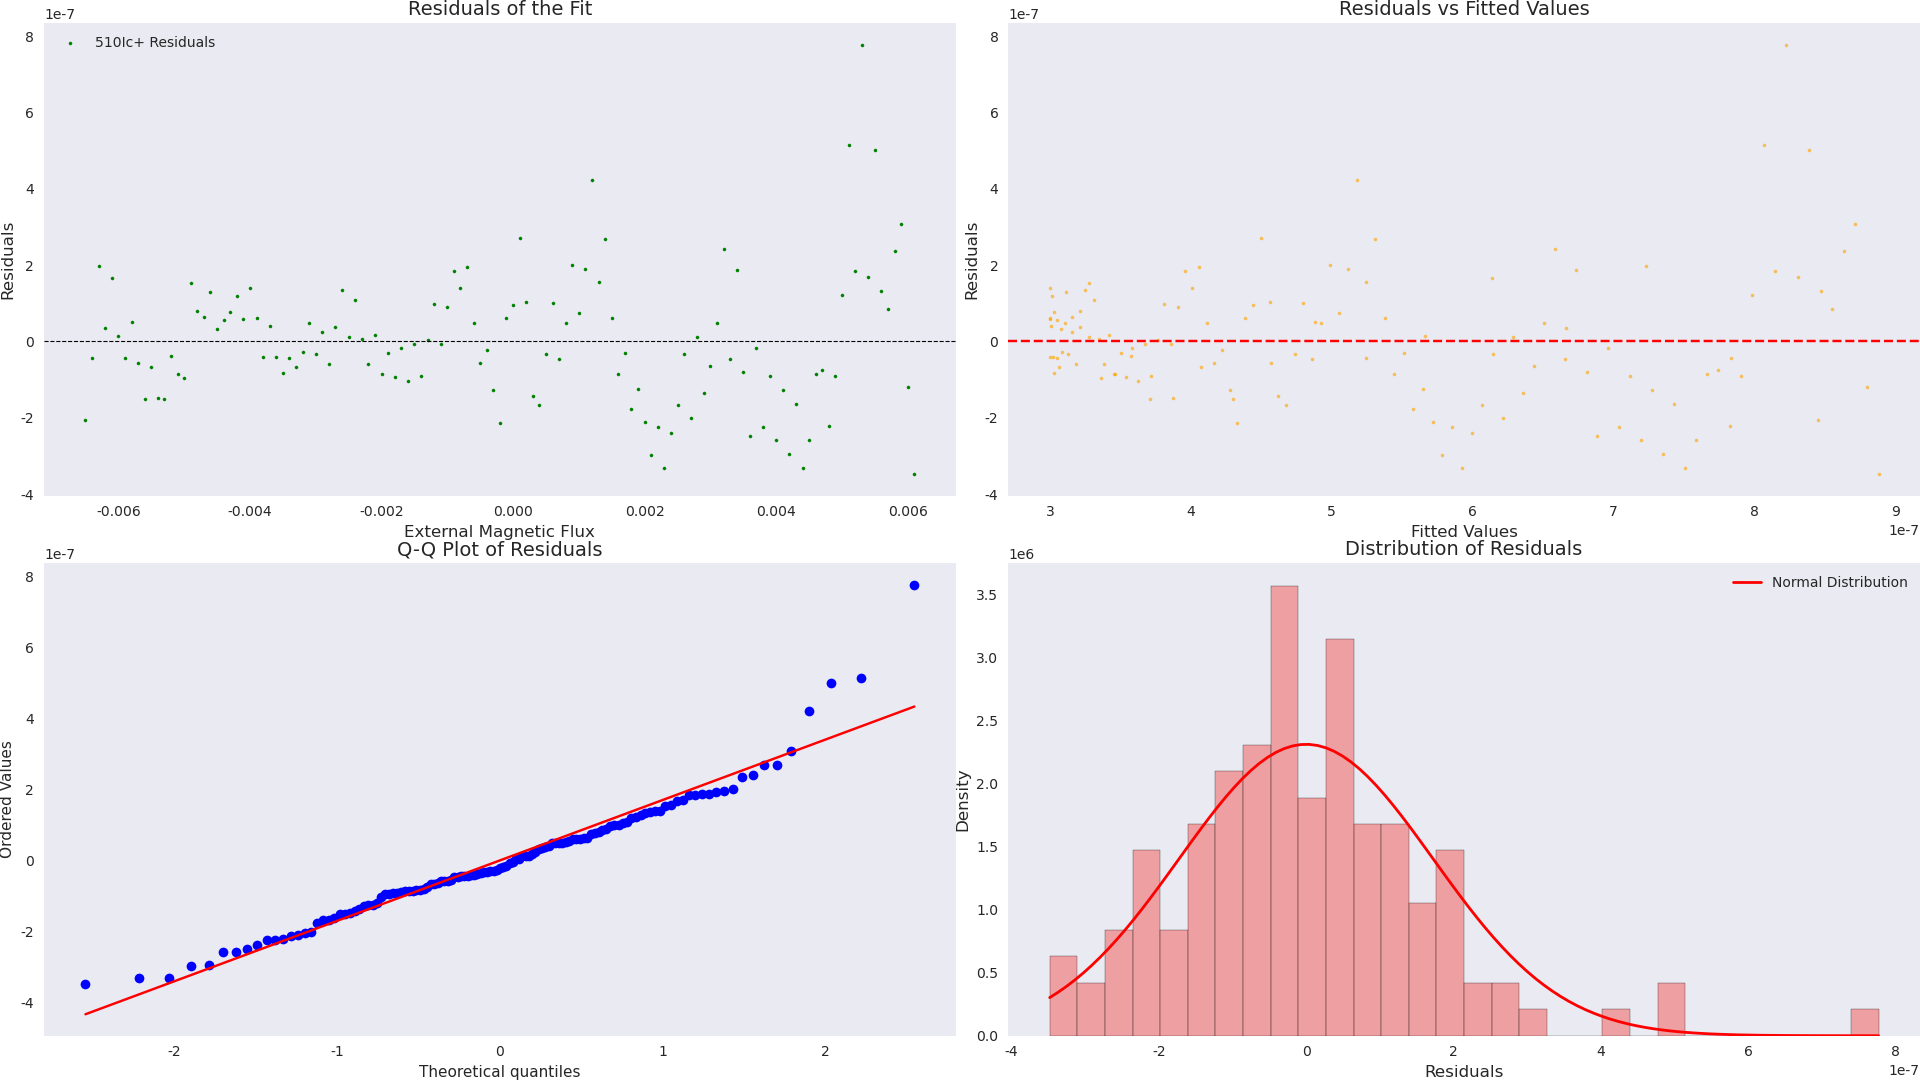 Residuals of the Fit
1e-7
510Ic+ Residuals
8
6
4
2
0
-2
-4
Residuals
-0.006 -0.004 -0.002 0.000 0.002 0.004 0.006
External Magnetic Flux
Residuals vs Fitted Values
1e-7
8
6
4
2
0
-2
-4
Residuals
3 4 5 6 7 8 9
1e-7
Fitted Values
Q-Q Plot of Residuals
1e-7
8
6
4
2
0
-2
-4
Ordered Values
-2 -1 0 1 2
Theoretical quantiles
Distribution of Residuals
1e6
Normal Distribution
3.5
3.0
2.5
2.0
1.5
1.0
0.5
0.0
Density
-4 -2 0 2 4 6 8
1e-7
Residuals